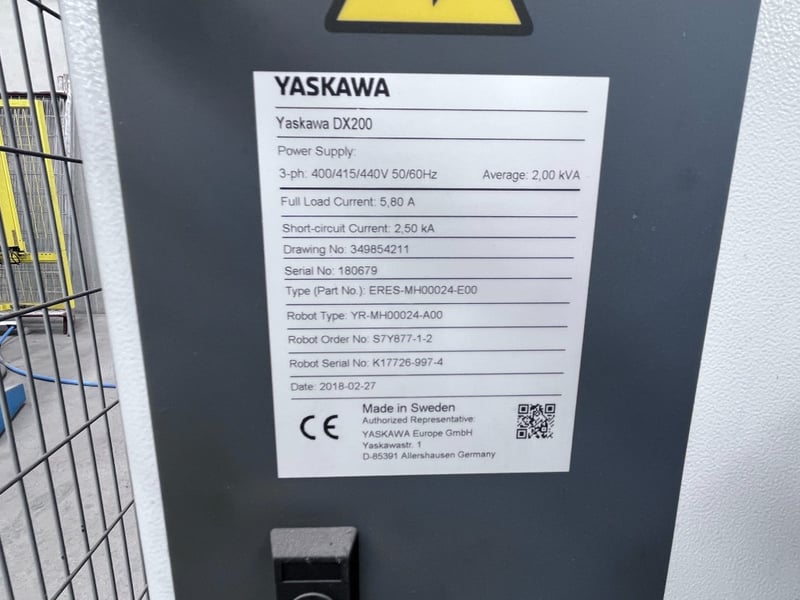 YASKAWA
Yaskawa DX200
Power Supply:
3-ph: 400/415/440V 50/60Hz Average: 2,00 kVA
Full Load Current: 5,80 A
Short-circuit Current: 2,50 kA
Drawing No: 349854211
Serial No: 180679
Type (Part No.): ERES-MH00024-E00
Robot Type: YR-MH00024-A00
Robot Order No: S7Y877-1-2
Robot Serial No: K17726-997-4
Date: 2018-02-27
CE
Made in Sweden
Authorized Representative:
YASKAWA Europe GmbH
Yaskawastr. 1
D-85391 Allershausen Germany